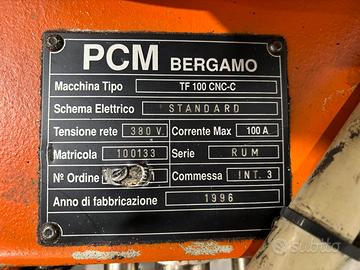 PCM BERGAMO
Macchina Tipo TF 100 CNC-C
Schema Elettrico STANDARD
Tensione rete 380 V. Corrente Max 100 A
Matricola 100133 Serie RUM
N° Ordine Commessa INT. 3
Anno di fabbricazione 1996
subito